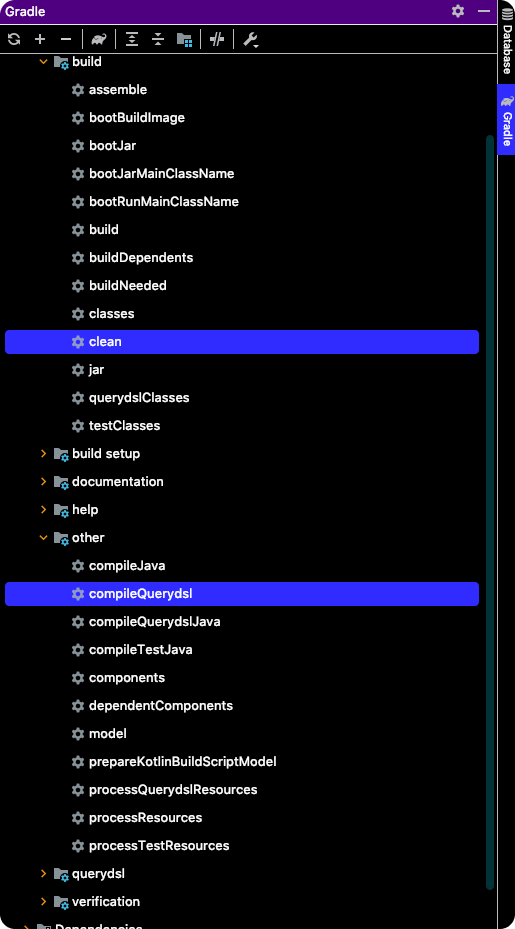 Gradle
build
assemble
bootBuildImage
bootJar
bootJarMainClassName
bootRunMainClassName
build
buildDependents
buildNeeded
classes
clean
jar
querydslClasses
testClasses
build setup
documentation
help
other
compileJava
compileQuerydsl
compileQuerydslJava
compileTestJava
components
dependentComponents
model
prepareKotlinBuildScriptModel
processQuerydslResources
processResources
processTestResources
querydsl
verification
Dependencies
Database
Gradle